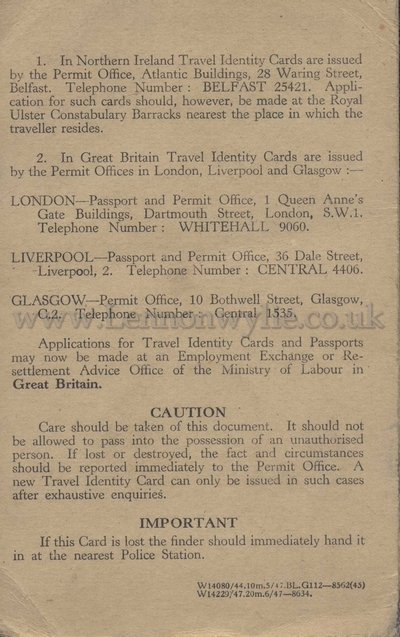 1. In Northern Ireland Travel Identity Cards are issued
by the Permit Office, Atlantic Buildings, 28 Waring Street,
Belfast. Telephone Number : BELFAST 25421. Appli-
cation for such cards should, however, be made at the Royal
Ulster Constabulary Barracks nearest the place in which the
traveller resides.
2. In Great Britain Travel Identity Cards are issued
by the Permit Offices in London, Liverpool and Glasgow :—
LONDON—Passport and Permit Office, 1 Queen Anne's
Gate Buildings, Dartmouth Street, London, S.W.1.
Telephone Number : WHITEHALL 9060.
LIVERPOOL—Passport and Permit Office, 36 Dale Street,
Liverpool, 2. Telephone Number : CENTRAL 4406.
GLASGOW—Permit Office, 10 Bothwell Street, Glasgow,
C.2. Telephone Number : Central 1535.
www.Lennonwylie.co.uk
Applications for Travel Identity Cards and Passports
may now be made at an Employment Exchange or Re-
settlement Advice Office of the Ministry of Labour in
Great Britain.
CAUTION
Care should be taken of this document. It should not
be allowed to pass into the possession of an unauthorised
person. If lost or destroyed, the fact and circumstances
should be reported immediately to the Permit Office. A
new Travel Identity Card can only be issued in such cases
after exhaustive enquiries.
IMPORTANT
If this Card is lost the finder should immediately hand it
in at the nearest Police Station.
W14080/44.10m.5/47.BL.G112—8562(45)
W14229/47.20m.6/47—8634.